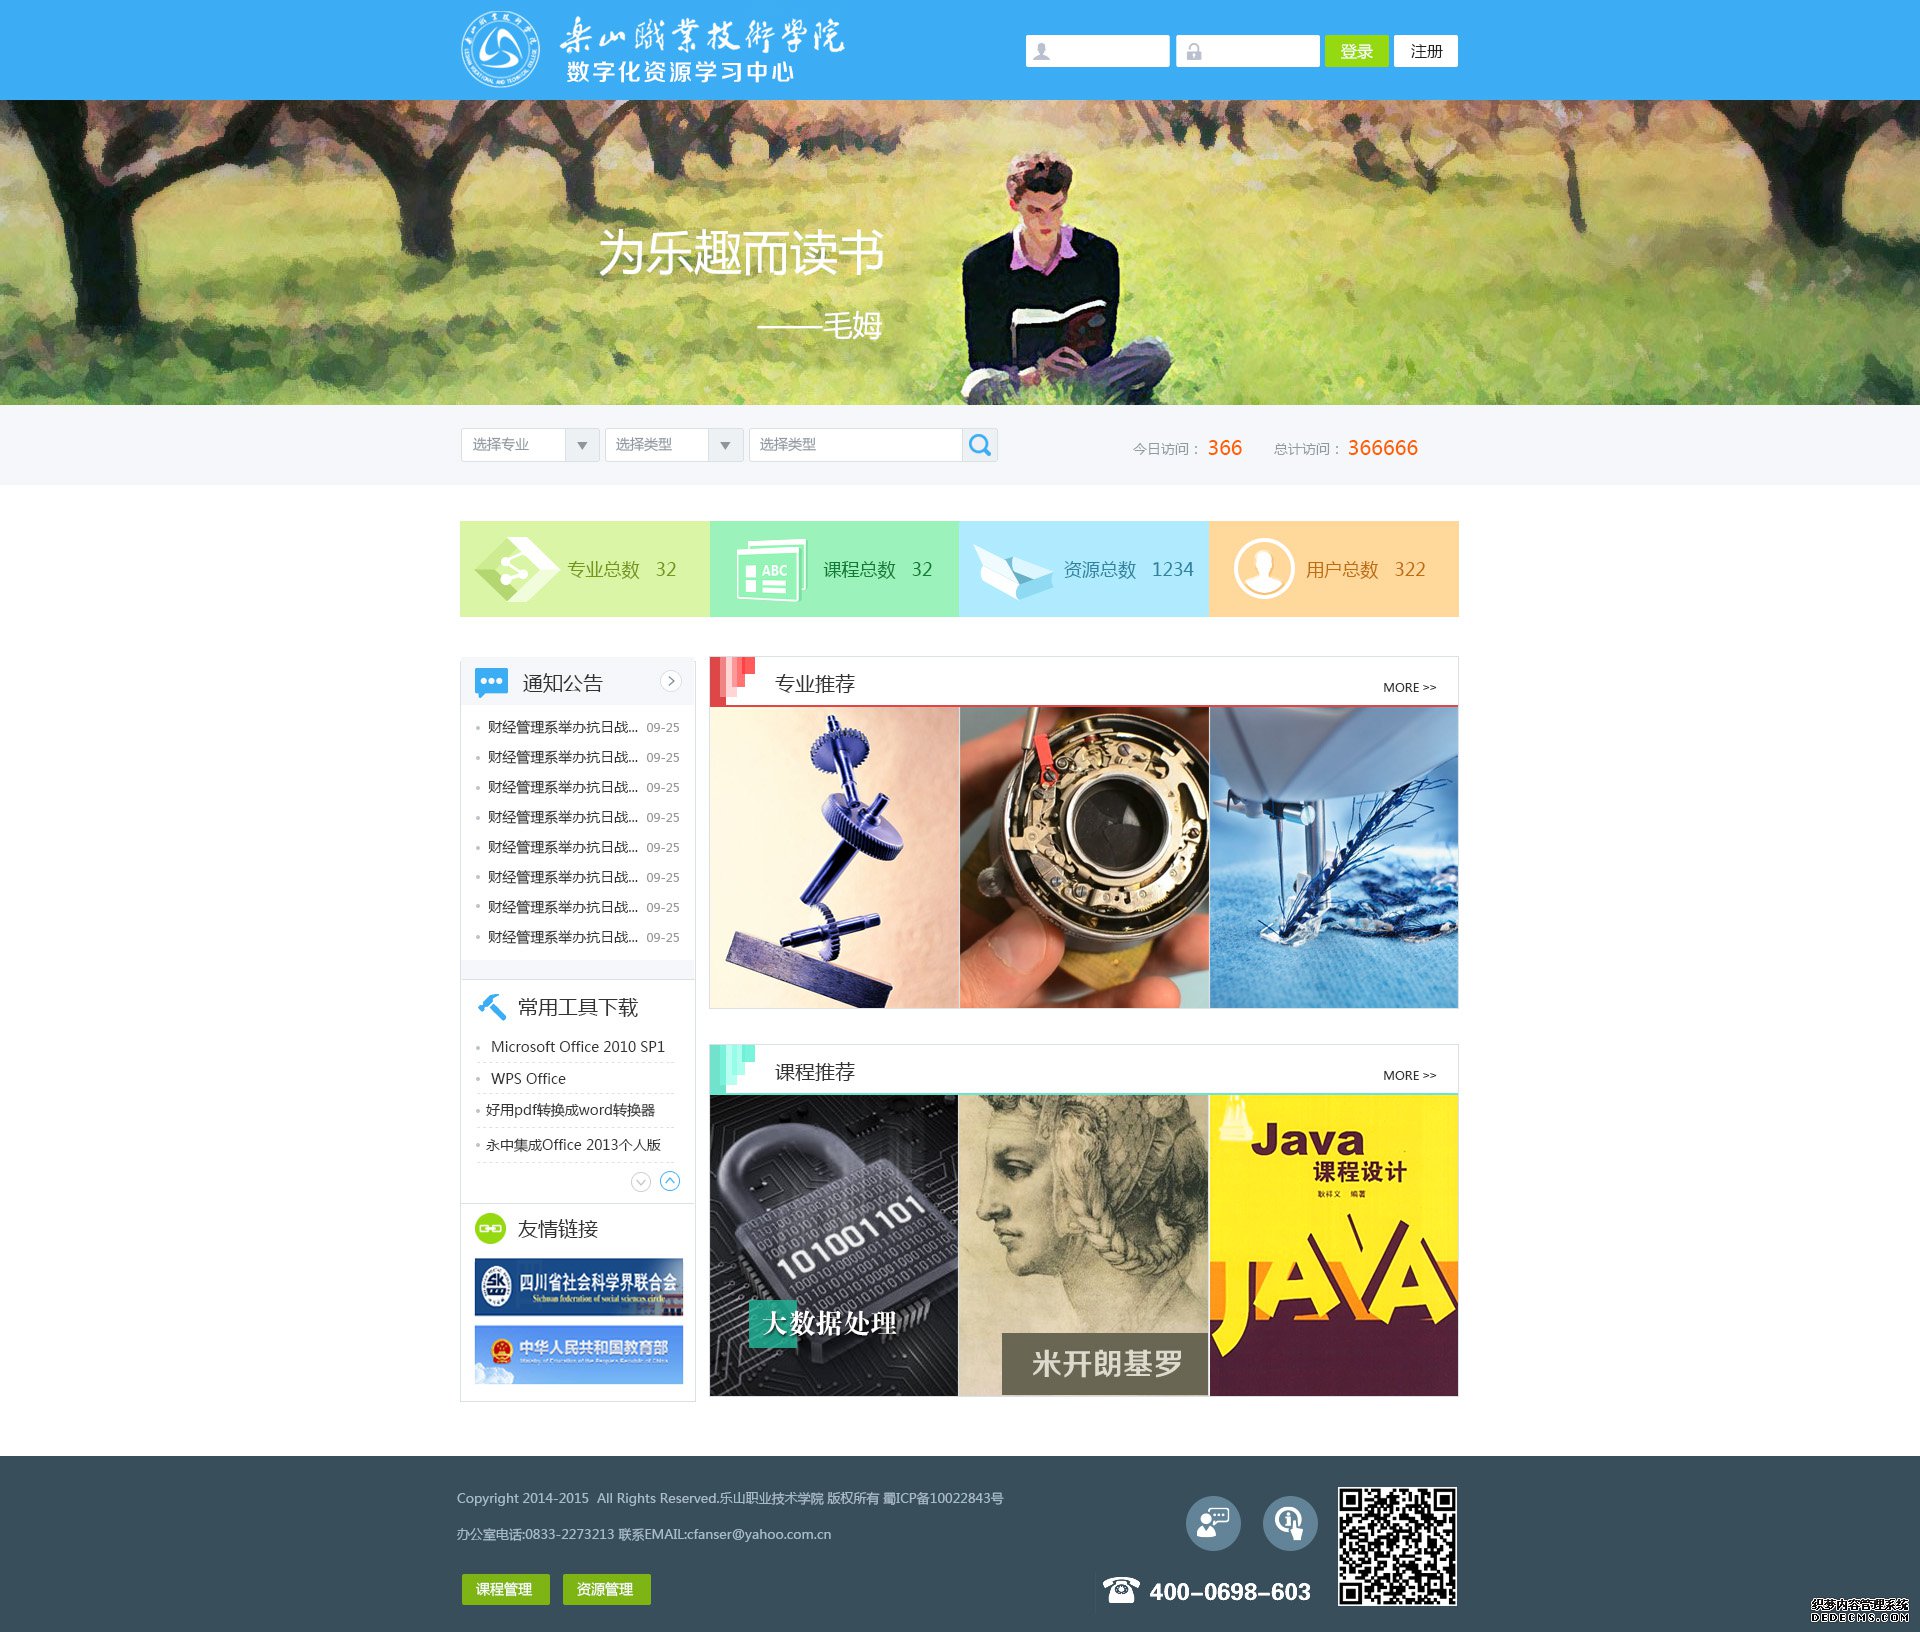 樂山職業技術學院
数字化资源学习中心
登录
注册
为乐趣而读书
——毛姆
选择专业
选择类型
选择类型
今日访问： 366
总计访问： 366666
专业总数 32
ABC
课程总数 32
资源总数 1234
用户总数 322
通知公告
财经管理系举办抗日战... 09-25
财经管理系举办抗日战... 09-25
财经管理系举办抗日战... 09-25
财经管理系举办抗日战... 09-25
财经管理系举办抗日战... 09-25
财经管理系举办抗日战... 09-25
财经管理系举办抗日战... 09-25
财经管理系举办抗日战... 09-25
常用工具下载
Microsoft Office 2010 SP1
WPS Office
好用pdf转换成word转换器
永中集成Office 2013个人版
友情链接
SK
四川省社会科学界联合会
Sichuan federation of social sciences circle
中华人民共和国教育部
Ministry of Education of the People's Republic of China
专业推荐
MORE >>
课程推荐
MORE >>
101001101
大数据处理
米开朗基罗
Java
课程设计
耿祥义 编著
JAVA
Copyright 2014-2015 All Rights Reserved.乐山职业技术学院 版权所有 蜀ICP备10022843号
办公室电话:0833-2273213 联系EMAIL:cfanser@yahoo.com.cn
课程管理
资源管理
400-0698-603
织梦内容管理系统
DEDECMS.COM